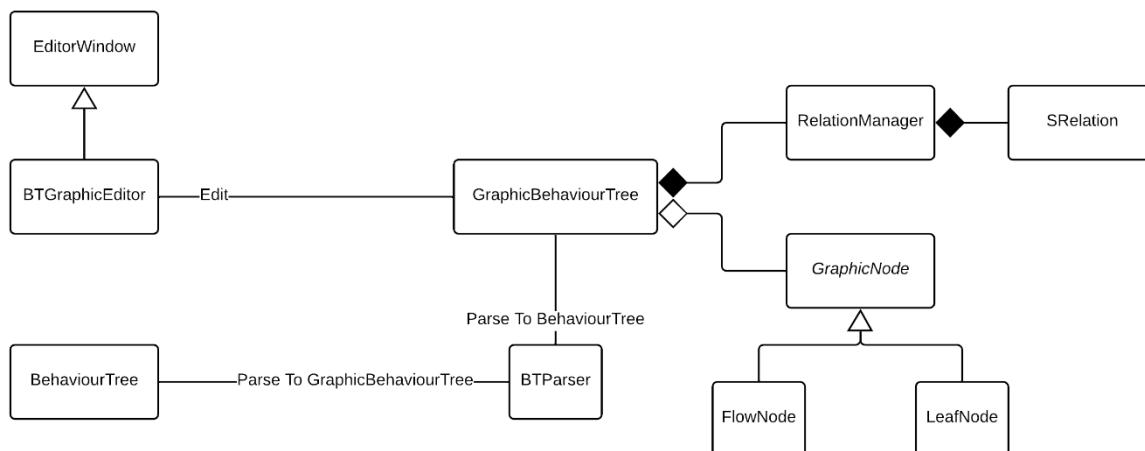 EditorWindow
RelationManager
SRelation
BTGraphicEditor
Edit
GraphicBehaviourTree
GraphicNode
Parse To BehaviourTree
BehaviourTree
Parse To GraphicBehaviourTree
BTParser
FlowNode
LeafNode